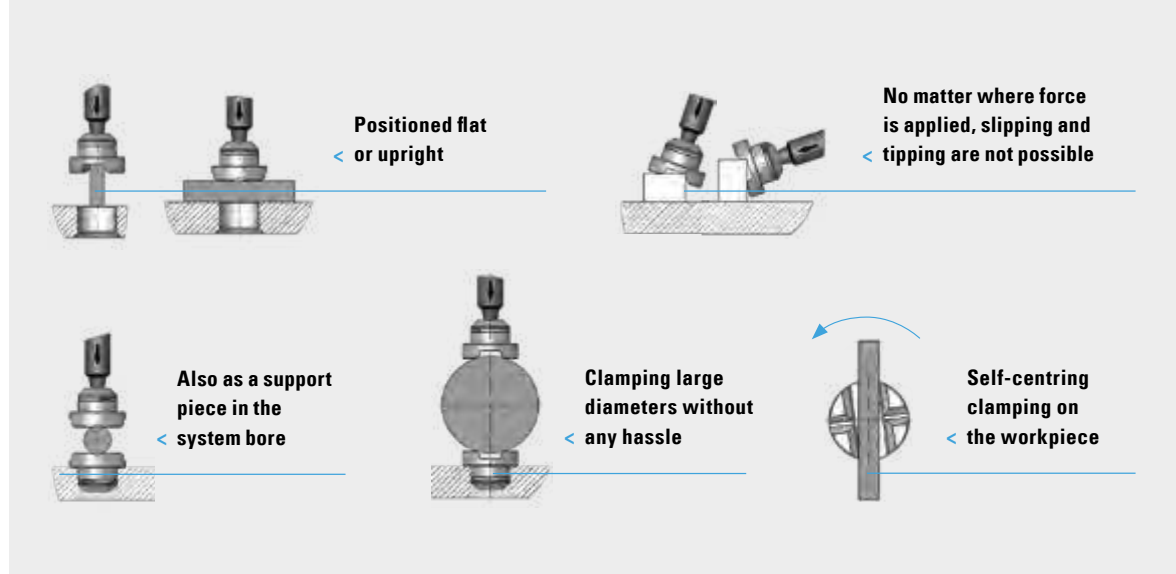 Positioned flat
< or upright
No matter where force
is applied, slipping and
< tipping are not possible
Also as a support
piece in the
< system bore
Clamping large
diameters without
< any hassle
Self-centring
clamping on
< the workpiece